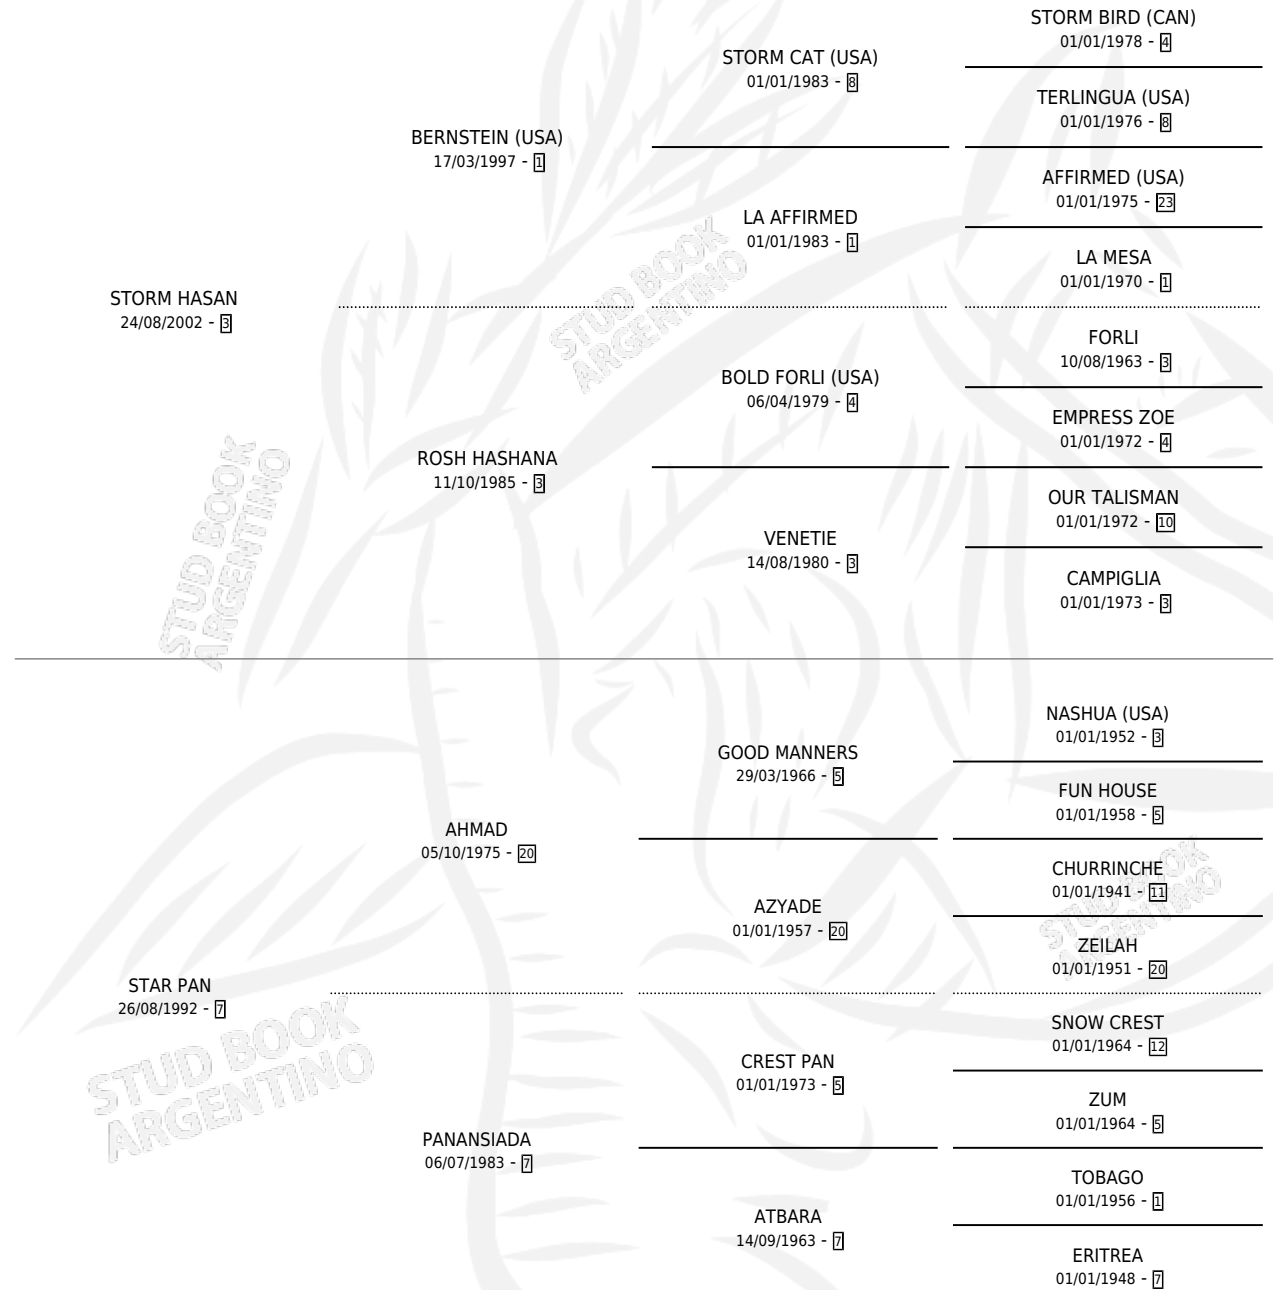 STORM BIRD (CAN)
01/01/1978 - 4
STORM CAT (USA)
01/01/1983 - 8
TERLINGUA (USA)
01/01/1976 - 8
BERNSTEIN (USA)
17/03/1997 - 1
AFFIRMED (USA)
01/01/1975 - 23
LA AFFIRMED
01/01/1983 - 1
LA MESA
01/01/1970 - 1
STORM HASAN
24/08/2002 - 3
FORLI
10/08/1963 - 3
BOLD FORLI (USA)
06/04/1979 - 4
EMPRESS ZOE
01/01/1972 - 4
ROSH HASHANA
11/10/1985 - 3
OUR TALISMAN
01/01/1972 - 10
VENETIE
14/08/1980 - 3
CAMPIGLIA
01/01/1973 - 3
NASHUA (USA)
01/01/1952 - 3
GOOD MANNERS
29/03/1966 - 5
FUN HOUSE
01/01/1958 - 5
AHMAD
05/10/1975 - 20
CHURRINCHE
01/01/1941 - 11
AZYADE
01/01/1957 - 20
ZEILAH
01/01/1951 - 20
STAR PAN
26/08/1992 - 7
SNOW CREST
01/01/1964 - 12
CREST PAN
01/01/1973 - 5
ZUM
01/01/1964 - 5
PANANSIADA
06/07/1983 - 7
TOBAGO
01/01/1956 - 1
ATBARA
14/09/1963 - 7
ERITREA
01/01/1948 - 7
STUD BOOK
ARGENTINO
STUD BOOK
ARGENTINO
STUD BOOK
ARGENTINO
STUD BOOK
ARGENTINO